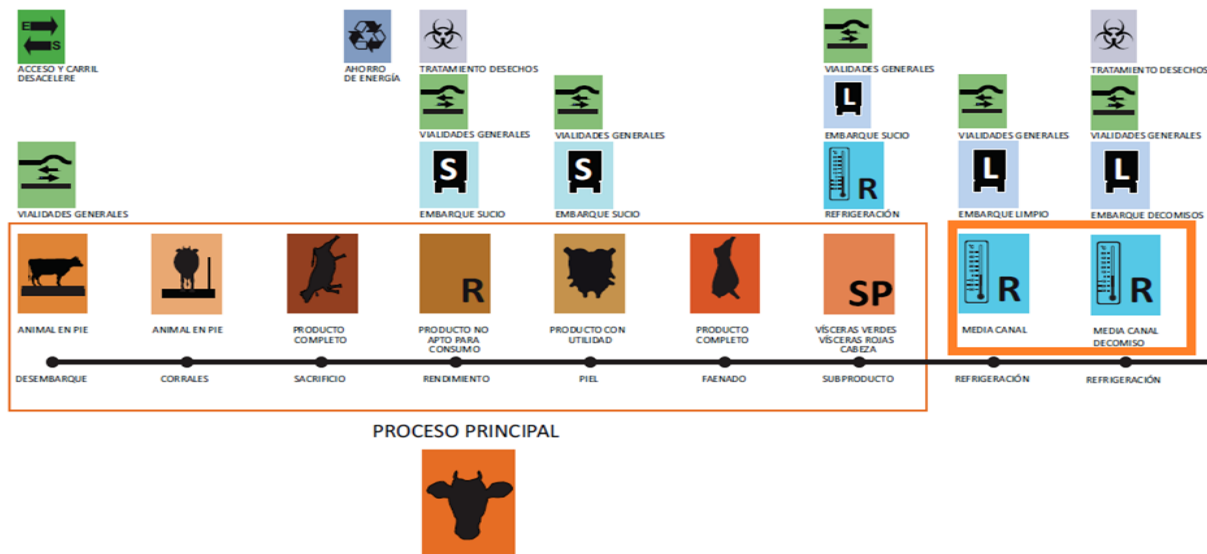 E
S
ACCESO Y CARRIL
DESACELERE
AHORRO
DE ENERGÍA
TRATAMIENTO DESECHOS
VIALIDADES GENERALES
TRATAMIENTO DESECHOS
VIALIDADES GENERALES
VIALIDADES GENERALES
L
EMBARQUE SUCIO
VIALIDADES GENERALES
VIALIDADES GENERALES
VIALIDADES GENERALES
S
EMBARQUE SUCIO
S
EMBARQUE SUCIO
R
REFRIGERACIÓN
L
EMBARQUE LIMPIO
L
EMBARQUE DECOMISOS
ANIMAL EN PIE
ANIMAL EN PIE
PRODUCTO
COMPLETO
R
PRODUCTO NO
APTO PARA
CONSUMO
PRODUCTO CON
UTILIDAD
PRODUCTO
COMPLETO
SP
VÍSCERAS VERDES
VÍSCERAS ROJAS
CABEZA
R
MEDIA CANAL
R
MEDIA CANAL
DECOMISO
DESEMBARQUE
CORRALES
SACRIFICIO
RENDIMIENTO
PIEL
FAENADO
SUBPRODUCTO
REFRIGERACIÓN
REFRIGERACIÓN
PROCESO PRINCIPAL